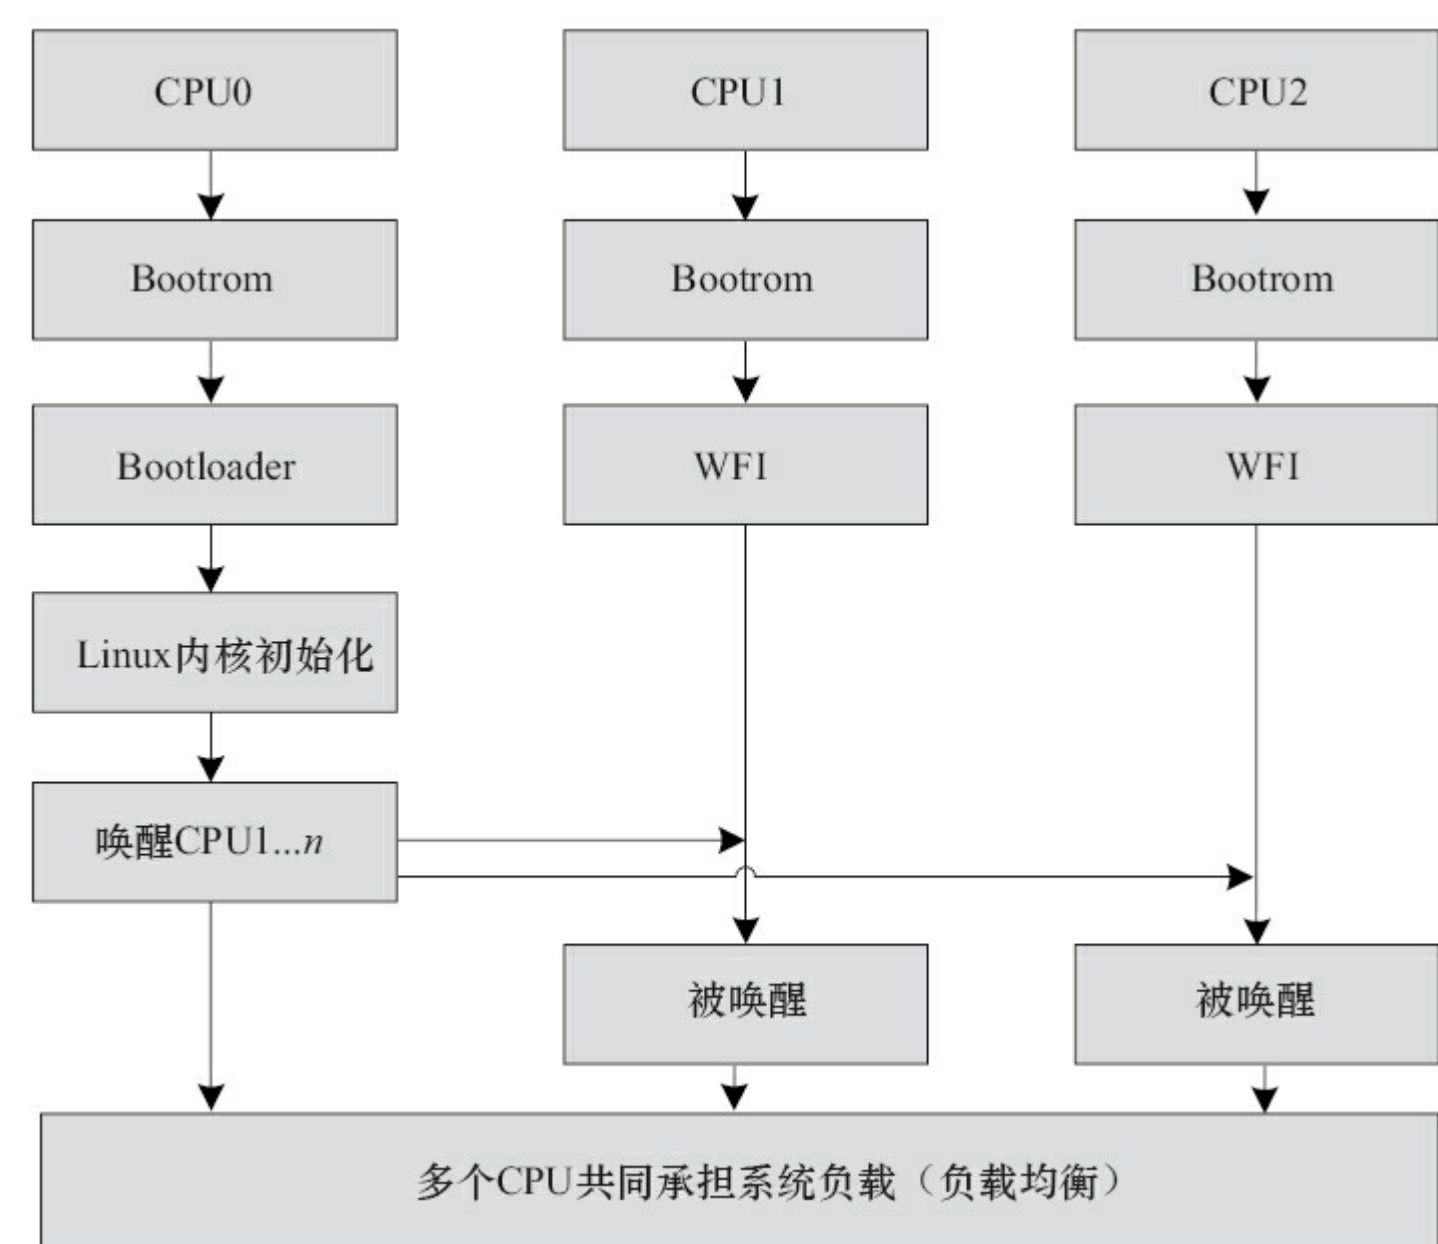 CPU0
CPU1
CPU2
Bootrom
Bootrom
Bootrom
Bootloader
WFI
WFI
Linux内核初始化
唤醒CPU1...n
被唤醒
被唤醒
多个CPU共同承担系统负载（负载均衡）